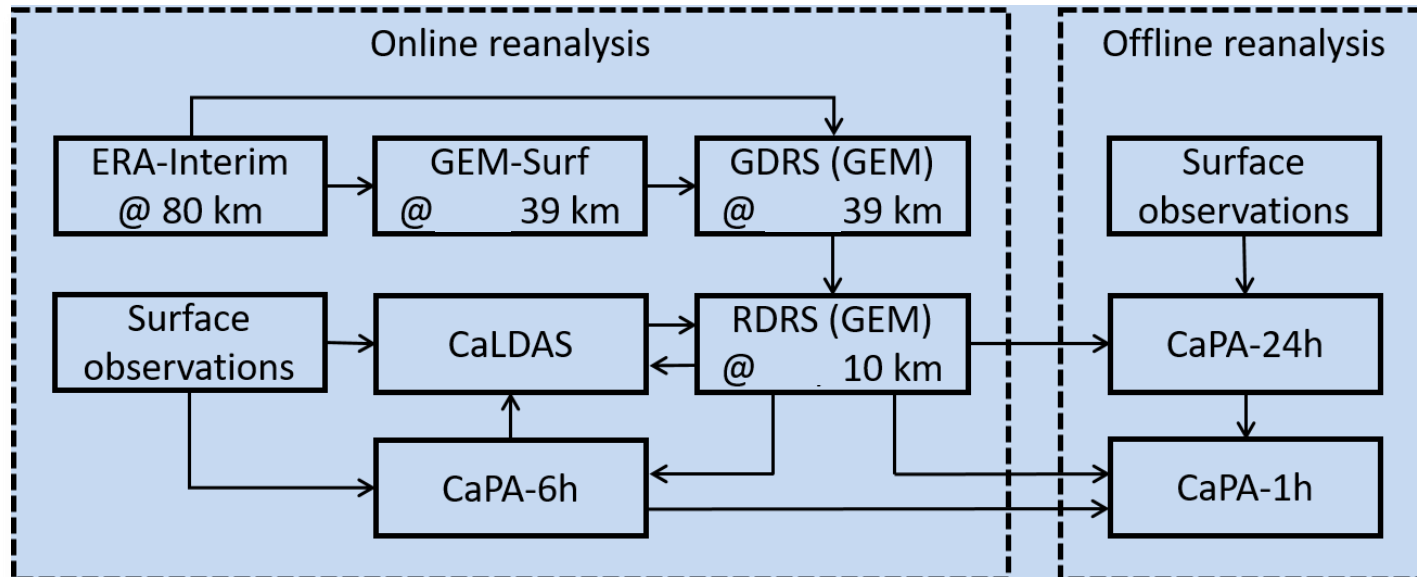 Online reanalysis
Offline reanalysis
ERA-Interim
@ 80 km
GEM-Surf
@ 39 km
GDRS (GEM)
@ 39 km
Surface
observations
Surface
observations
CaLDAS
RDRS (GEM)
@ 10 km
CaPA-24h
CaPA-6h
CaPA-1h